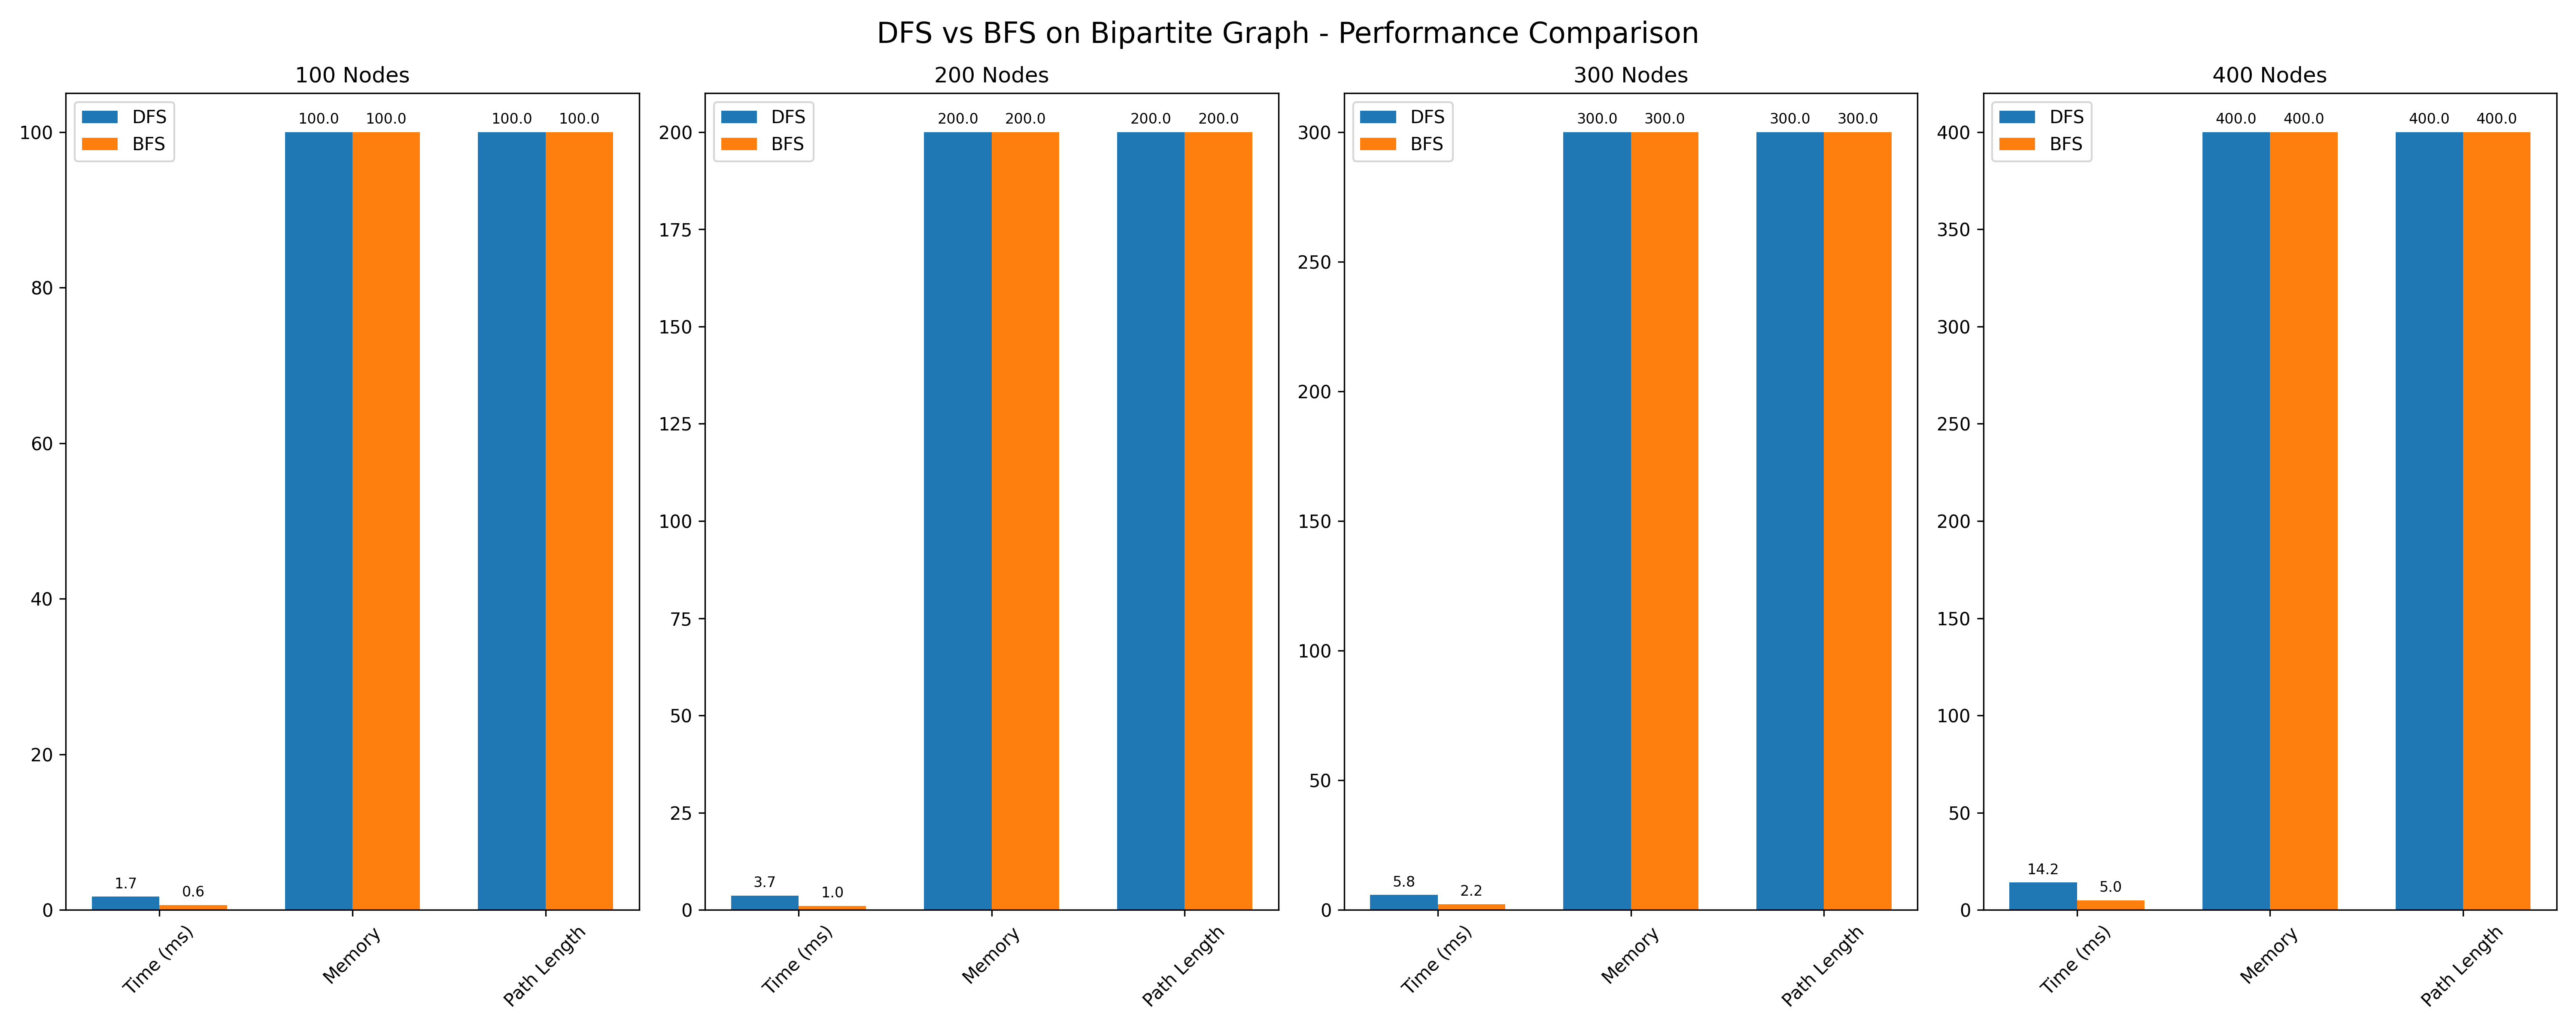 DFS vs BFS on Bipartite Graph - Performance Comparison
100 Nodes
DFS
BFS
100
80
60
40
20
0
1.7
0.6
100.0
100.0
100.0
100.0
Time (ms)
Memory
Path Length
200 Nodes
DFS
BFS
200
175
150
125
100
75
50
25
0
3.7
1.0
200.0
200.0
200.0
200.0
Time (ms)
Memory
Path Length
300 Nodes
DFS
BFS
300
250
200
150
100
50
0
5.8
2.2
300.0
300.0
300.0
300.0
Time (ms)
Memory
Path Length
400 Nodes
DFS
BFS
400
350
300
250
200
150
100
50
0
14.2
5.0
400.0
400.0
400.0
400.0
Time (ms)
Memory
Path Length